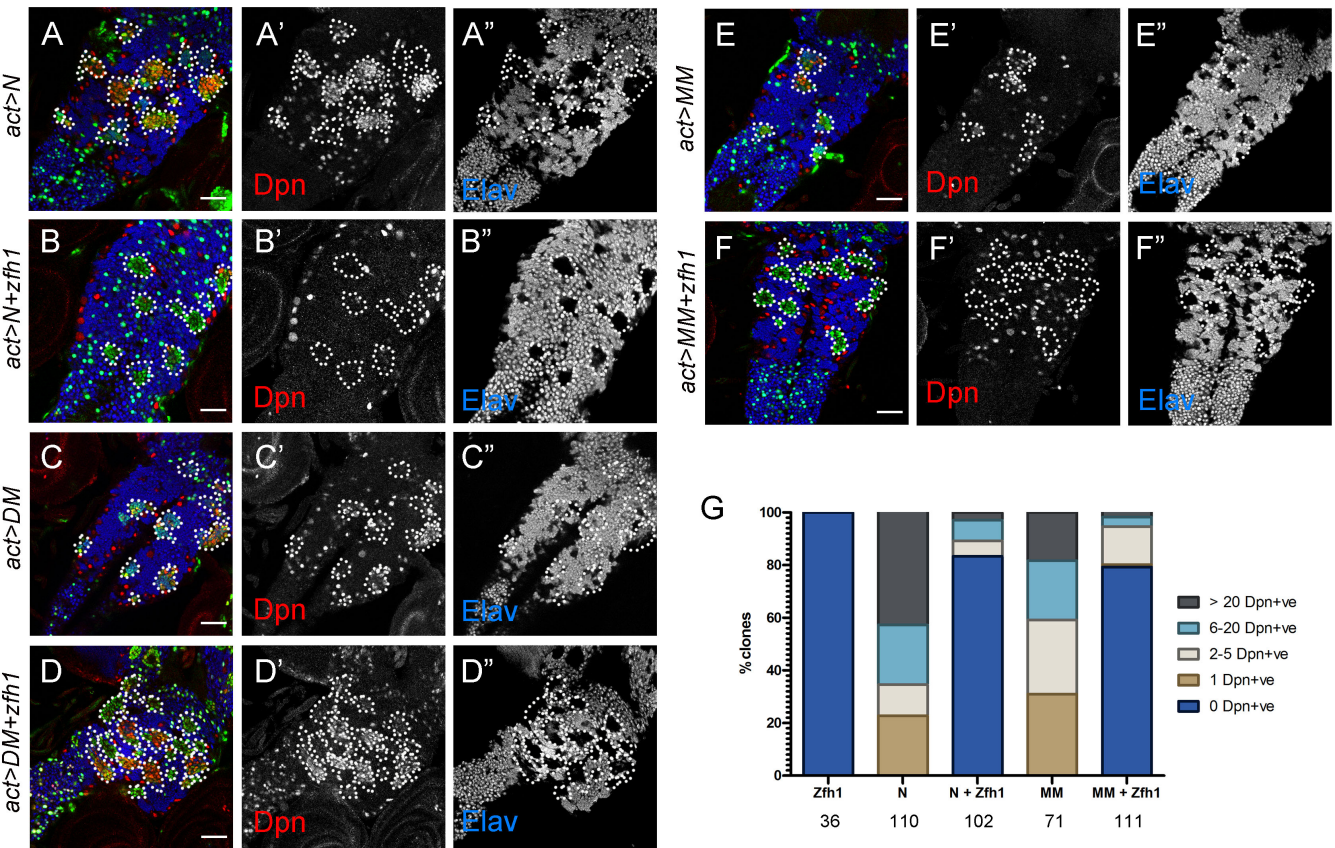 act>N
A
A’
Dpn
A”
Elav
act>N+zfh1
B
B’
Dpn
B”
Elav
act>DM
C
C’
Dpn
C”
Elav
act>DM+zfh1
D
D’
Dpn
D”
Elav
act>MM
E
E’
Dpn
E”
Elav
act>MM+zfh1
F
F’
Dpn
F”
Elav
G
% clones
100
80
60
40
20
0
Zfh1 N N + Zfh1 MM MM + Zfh1
36 110 102 71 111
> 20 Dpn+ve
6-20 Dpn+ve
2-5 Dpn+ve
1 Dpn+ve
0 Dpn+ve